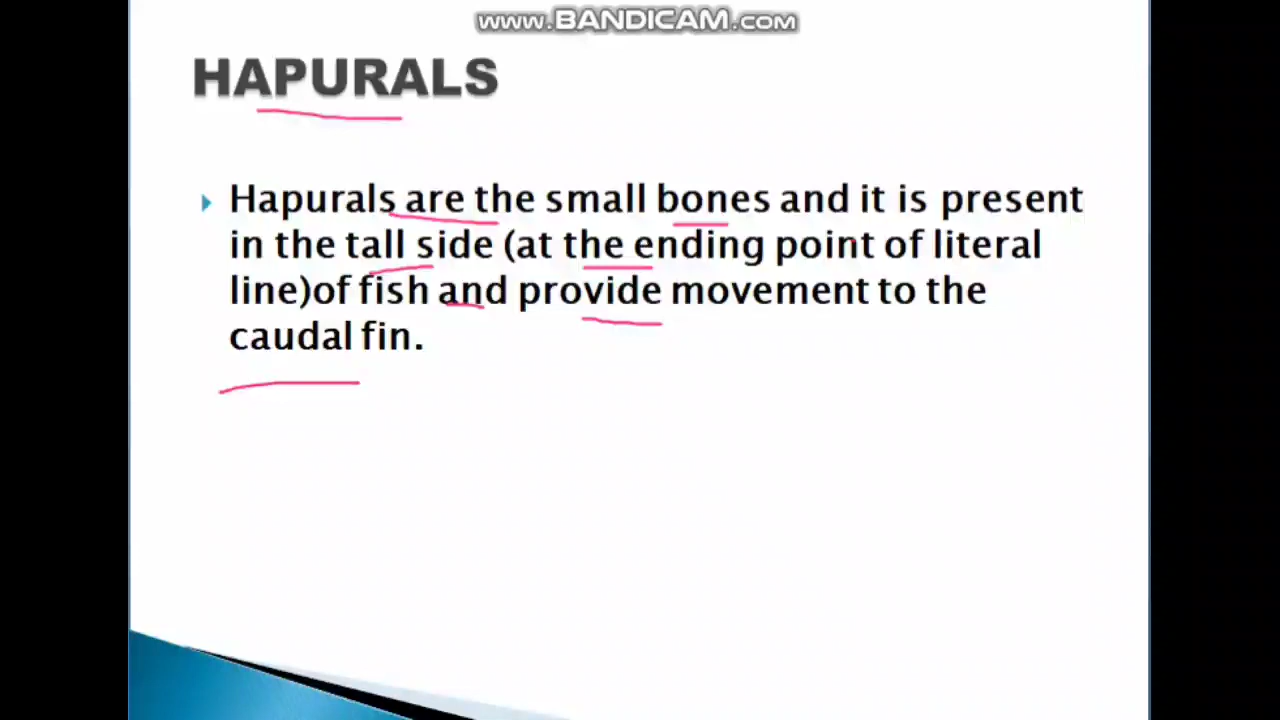 www.BANDICAM.com
HAPURALS
Hapurals are the small bones and it is present
in the tall side (at the ending point of literal
line)of fish and provide movement to the
caudal fin.